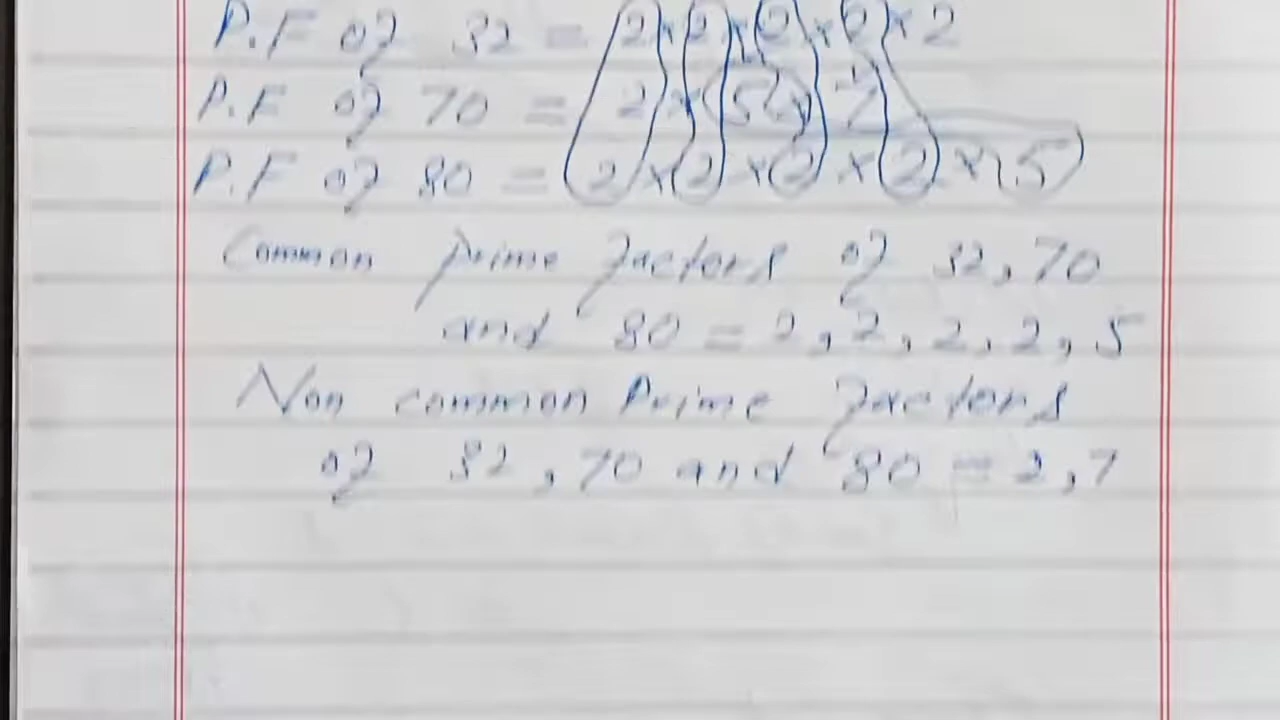 P.F of 32 = 2×2×2×2×2
P.F of 70 = 2×5×7
P.F of 80 = 2×2×2×2×5
Common prime factors of 32, 70
and 80 = 2, 2, 2, 2, 5
Non common Prime factors
of 32, 70 and 80 = 2, 7